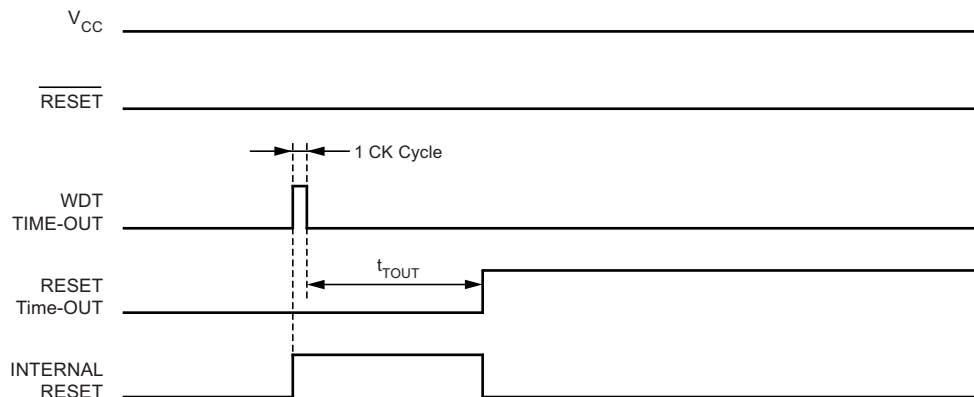 VCC
RESET
1 CK Cycle
WDT
TIME-OUT
tTOUT
RESET
Time-OUT
INTERNAL
RESET